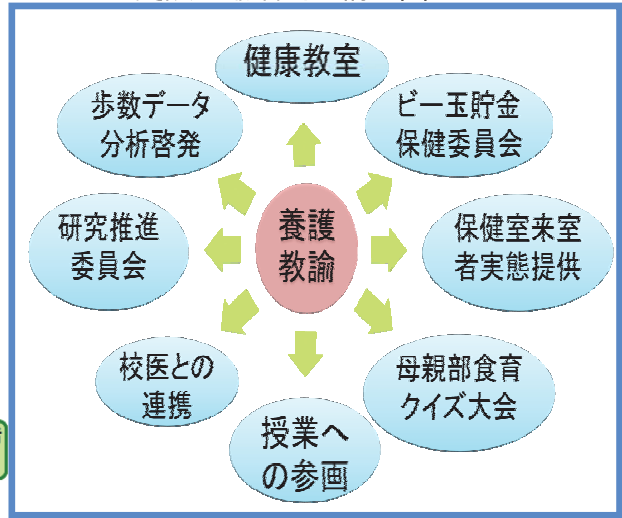 健康教室
歩数データ
分析啓発
ビー玉貯金
保健委員会
研究推進
委員会
養護
教諭
保健室来室
者実態提供
校医との
連携
母親部食育
クイズ大会
授業へ
の参画